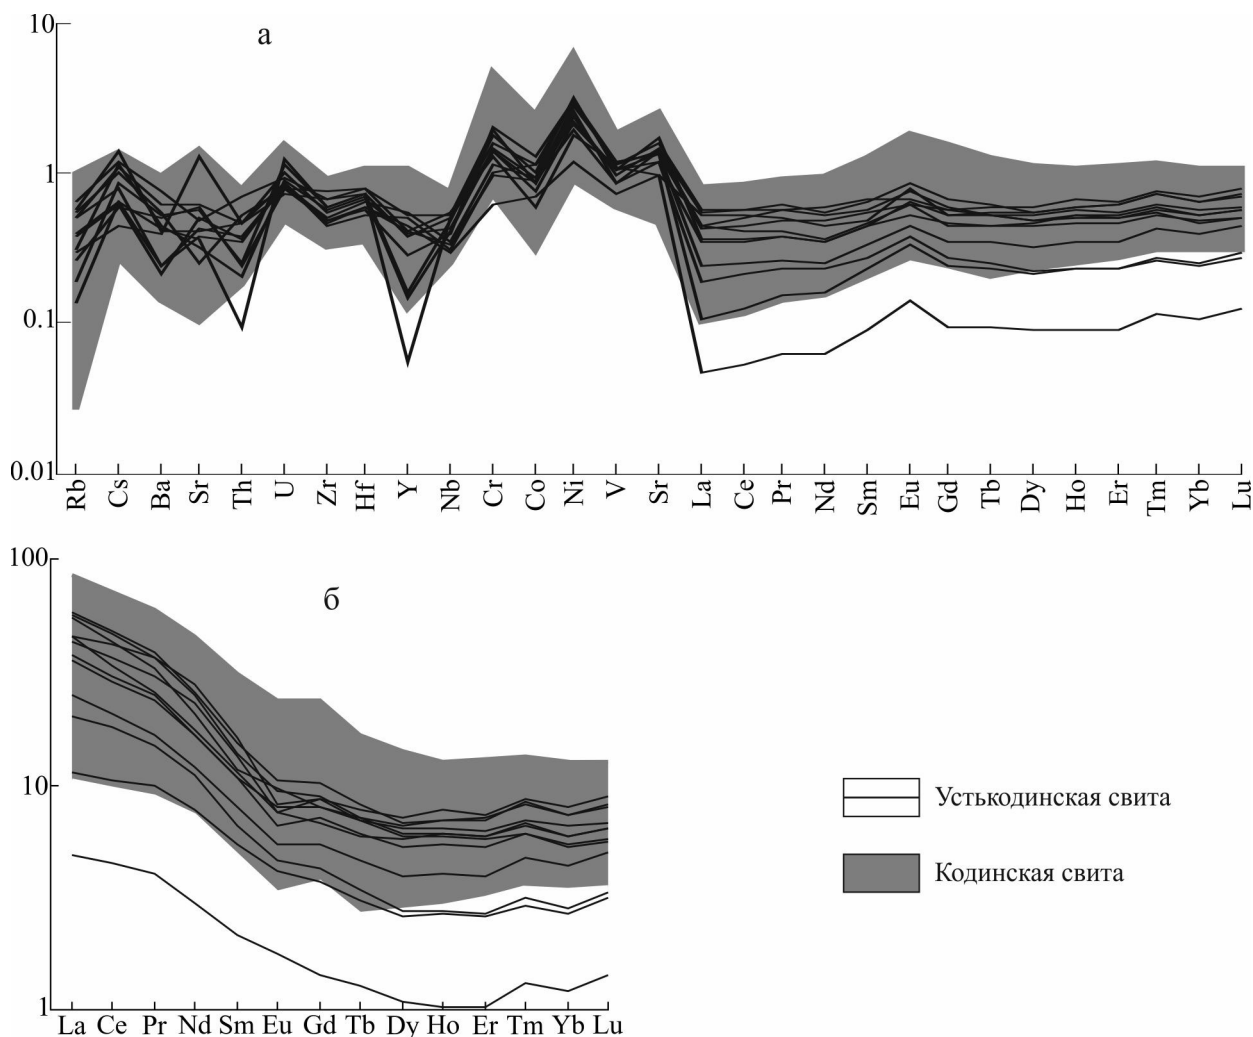 а
10
1
0.1
0.01
Rb Cs Ba Sr Th U Zr Hf Y Nb Cr Co Ni V Sr La Ce Pr Nd Sm Eu Gd Tb Dy Ho Er Tm Yb Lu
б
100
10
1
La Ce Pr Nd Sm Eu Gd Tb Dy Ho Er Tm Yb Lu
Устькодинская свита
Кодинская свита